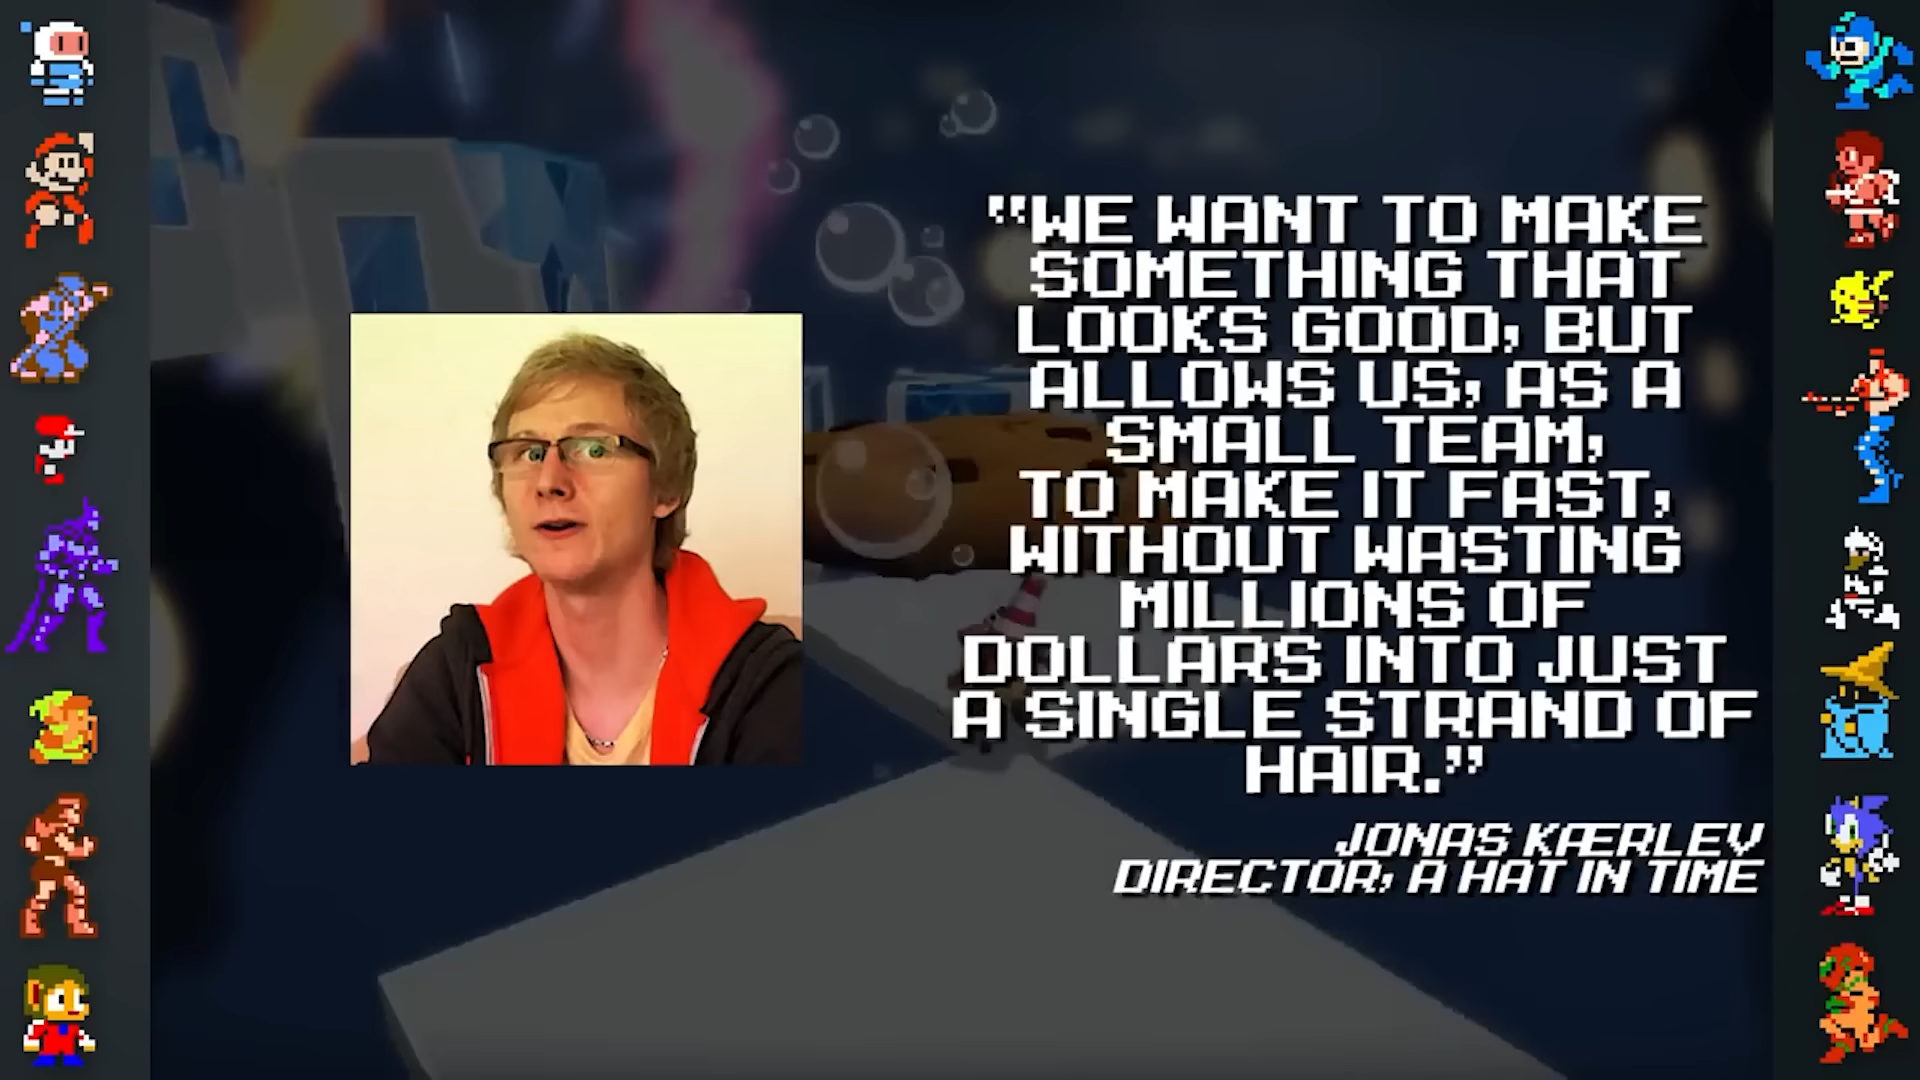 "WE WANT TO MAKE
SOMETHING THAT
LOOKS GOOD, BUT
ALLOWS US, AS A
SMALL TEAM,
TO MAKE IT FAST,
WITHOUT WASTING
MILLIONS OF
DOLLARS INTO JUST
A SINGLE STRAND OF
HAIR."
JONAS KÆRLEV
DIRECTOR, A HAT IN TIME